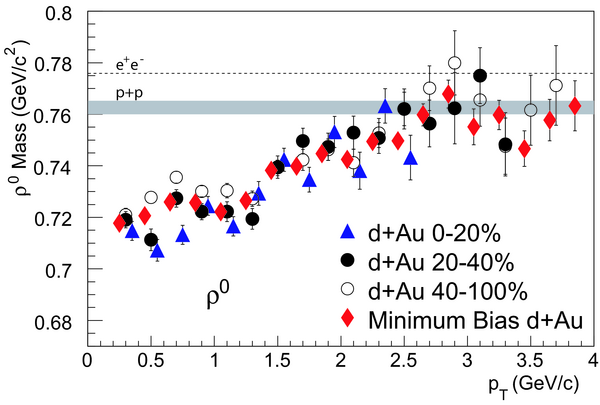 0.8
0.78
0.76
0.74
0.72
0.7
0.68
ρ⁰ Mass (GeV/c²)
e⁺e⁻
p+p
d+Au 0-20%
d+Au 20-40%
d+Au 40-100%
Minimum Bias d+Au
ρ⁰
0 0.5 1 1.5 2 2.5 3 3.5 4
p_T (GeV/c)